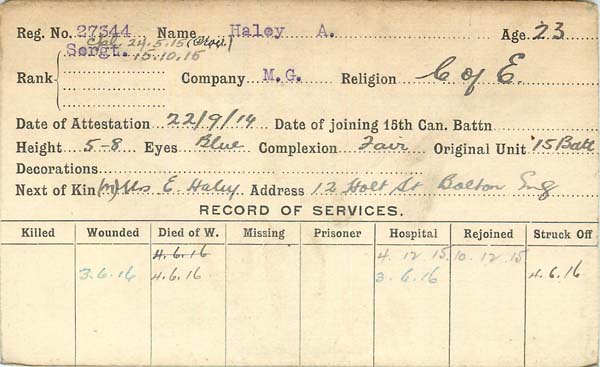 Reg. No. 27344 Name Haley A. Age 23
Cpl 24.5.15
Sergt. 15.10.15
Rank Company M.G. Religion C of E.
Date of Attestation 22/9/14 Date of joining 15th Can. Battn
Height 5-8 Eyes Blue Complexion Fair Original Unit 15 Batt
Decorations
Next of Kin (M) Mrs E. Haley. Address 12 Holt St Bolton Eng
RECORD OF SERVICES.
Killed Wounded Died of W. Missing Prisoner Hospital Rejoined Struck Off
4.6.16 4.12.15 10.12.15
3.6.16 4.6.16 3.6.16 4.6.16